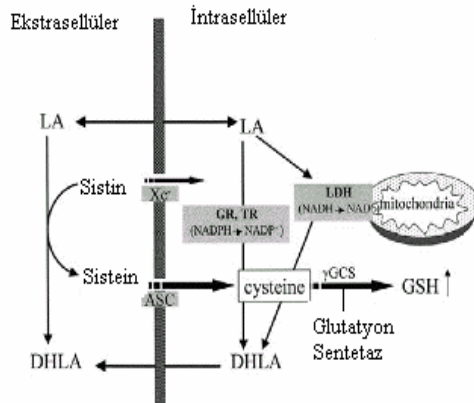 Ekstrasellüler
İntrasellüler
LA
LA
Sistin
Xc-
LDH
(NADH → NAD
mitochondria
GR, TR
(NADPH → NADP+)
Sistein
ASC
cysteine
γGCS
GSH ↑
Glutatyon
Sentetaz
DHLA
DHLA